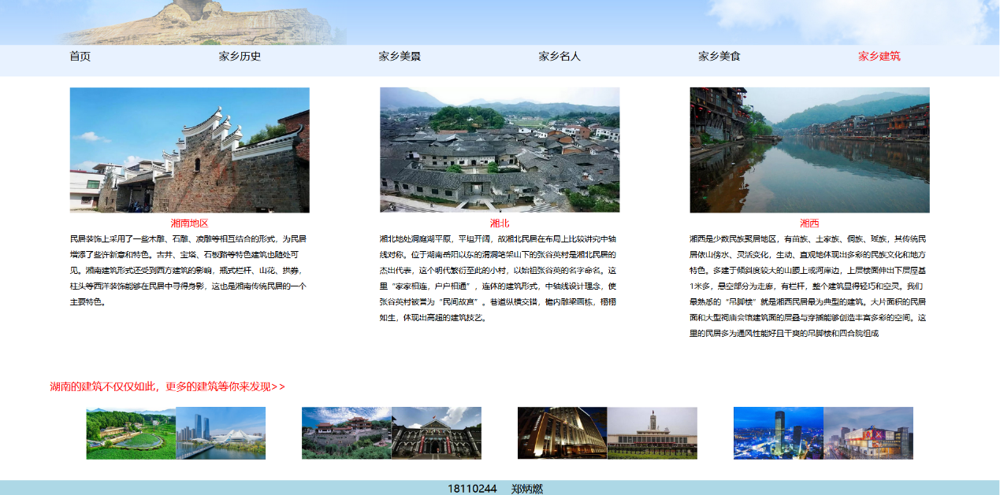 首页 家乡历史 家乡美景 家乡名人 家乡美食 家乡建筑
湘南地区
民居装饰上采用了一些木雕、石雕、凌雕等相互结合的形式，为民居
增添了些许新意和特色。古井、宝塔、石板路等特色建筑也随处可
见。湘南建筑形式还受到西方建筑的影响，瓶式栏杆、山花、拱券，
柱头等西洋装饰能够在民居中寻得身影，这也是湘南传统民居的一个
主要特色。
湘北
湘北地处洞庭湖平原，平坦开阔，故湘北民居在布局上比较讲究中轴
线对称。位于湖南岳阳以东的渭洞笔架山下的张谷英村是湘北民居的
杰出代表，这个明代繁衍至此的小村，以始祖张谷英的名字命名。这
里“家家相连，户户相通”，连体的建筑形式，中轴线设计理念，使
张谷英村被誉为“民间故宫”。巷道纵横交错，檐内雕梁画栋，栩栩
如生，体现出高超的建筑技艺。
湘西
湘西是少数民族聚居地区，有苗族、土家族、侗族、瑶族，其传统民
居依山傍水、灵活变化，生动、直观地体现出多彩的民族文化和地方
特色。多建于倾斜度较大的山腰上或河岸边，上层楼面伸出下层屋基
1米多，悬空部分为走廊，有栏杆，整个建筑显得轻巧和空灵。我们
最熟悉的“吊脚楼”就是湘西民居最为典型的建筑。大片面积的民居
面和大型祠庙会馆建筑面的层叠与穿插能够创造丰富多彩的空间。这
里的民居多为通风性能好且干爽的吊脚楼和四合院组成
湖南的建筑不仅仅如此，更多的建筑等你来发现>>
18110244 郑炳燃